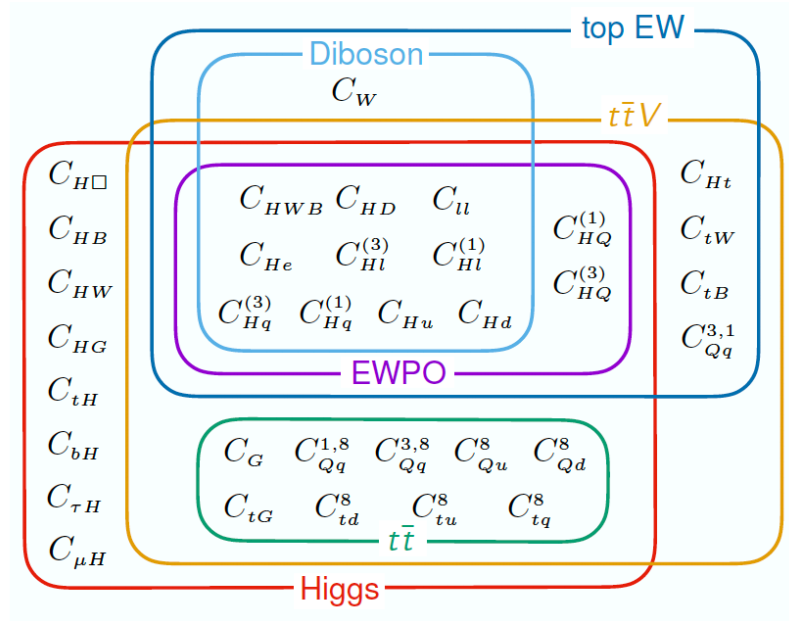 top EW
Diboson
C_W
tt̄V
C_{H□}
C_{Ht}
C_{HWB} C_{HD} C_{ll}
C_{HQ}^{(1)}
C_{HB}
C_{tW}
C_{He} C_{Hl}^{(3)} C_{Hl}^{(1)}
C_{HQ}^{(3)}
C_{HW}
C_{tB}
C_{Hq}^{(3)} C_{Hq}^{(1)} C_{Hu} C_{Hd}
C_{HG}
C_{Qq}^{3,1}
EWPO
C_{tH}
C_{bH}
C_G C_{Qq}^{1,8} C_{Qq}^{3,8} C_{Qu}^8 C_{Qd}^8
C_{τH}
C_{tG} C_{td}^8 C_{tu}^8 C_{tq}^8
tt̄
C_{μH}
Higgs